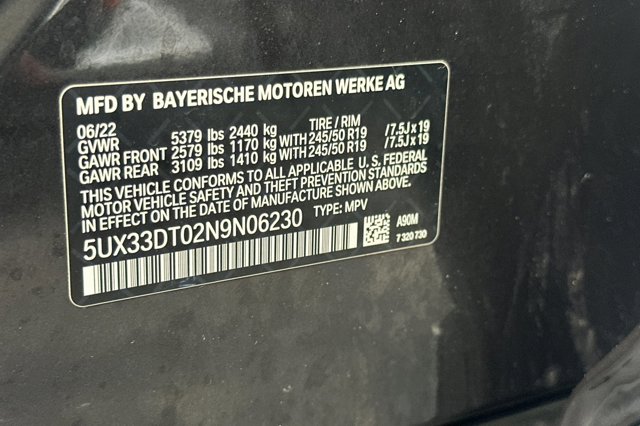 MFD BY BAYERISCHE MOTOREN WERKE AG
06/22 TIRE / RIM
GVWR 5379 lbs 2440 kg
GAWR FRONT 2579 lbs 1170 kg WITH 245/50 R19 /7.5J x 19
GAWR REAR 3109 lbs 1410 kg WITH 245/50 R19 /7.5J x 19
THIS VEHICLE CONFORMS TO ALL APPLICABLE U. S. FEDERAL
MOTOR VEHICLE SAFETY AND THEFT PREVENTION STANDARDS
IN EFFECT ON THE DATE OF MANUFACTURE SHOWN ABOVE.
5UX33DT02N9N06230 TYPE: MPV
A90M
7 320 730